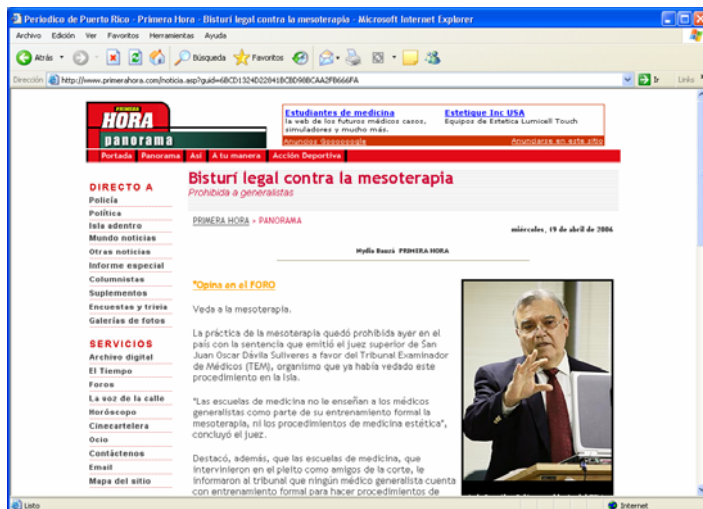 Periodico de Puerto Rico - Primera Hora - Bisturí legal contra la mesoterapia - Microsoft Internet Explorer
Archivo Edición Ver Favoritos Herramientas Ayuda
Atrás Búsqueda Favoritos
Dirección http://www.primerahora.com/noticia.asp?guid=6BCD1324D22841BCBD98BCAA2FB666FA Ir Links
PRIMERA
HORA
panorama
Estudiantes de medicina
la web de los futuros médicos casos,
simuladores y mucho más.
Estetique Inc USA
Equipos de Estetica Lumicell Touch
Anuncios Goooooogle
Anunciarse en este sitio
Portada Panorama Así A tu manera Acción Deportiva
DIRECTO A
Policía
Política
Isla adentro
Mundo noticias
Otras noticias
Informe especial
Columnistas
Suplementos
Encuestas y trivia
Galerías de fotos
SERVICIOS
Archivo digital
El Tiempo
Foros
La voz de la calle
Horóscopo
Cinecartelera
Ocio
Contáctenos
Email
Mapa del sitio
Bisturí legal contra la mesoterapia
Prohibida a generalistas
PRIMERA HORA > PANORAMA
miércoles, 19 de abril de 2006
Nydia Bauzá PRIMERA HORA
*Opina en el FORO
Veda a la mesoterapia.
La práctica de la mesoterapia quedó prohibida ayer en el
país con la sentencia que emitió el juez superior de San
Juan Oscar Dávila Suliveres a favor del Tribunal Examinador
de Médicos (TEM), organismo que ya había vedado este
procedimiento en la Isla.
"Las escuelas de medicina no le enseñan a los médicos
generalistas como parte de su entrenamiento formal la
mesoterapia, ni los procedimientos de medicina estética",
concluyó el juez.
Destacó, además, que las escuelas de medicina, que
intervinieron en el pleito como amigos de la corte, le
informaron al tribunal que ningún médico generalista cuenta
con entrenamiento formal para hacer procedimientos de
Listo
Internet